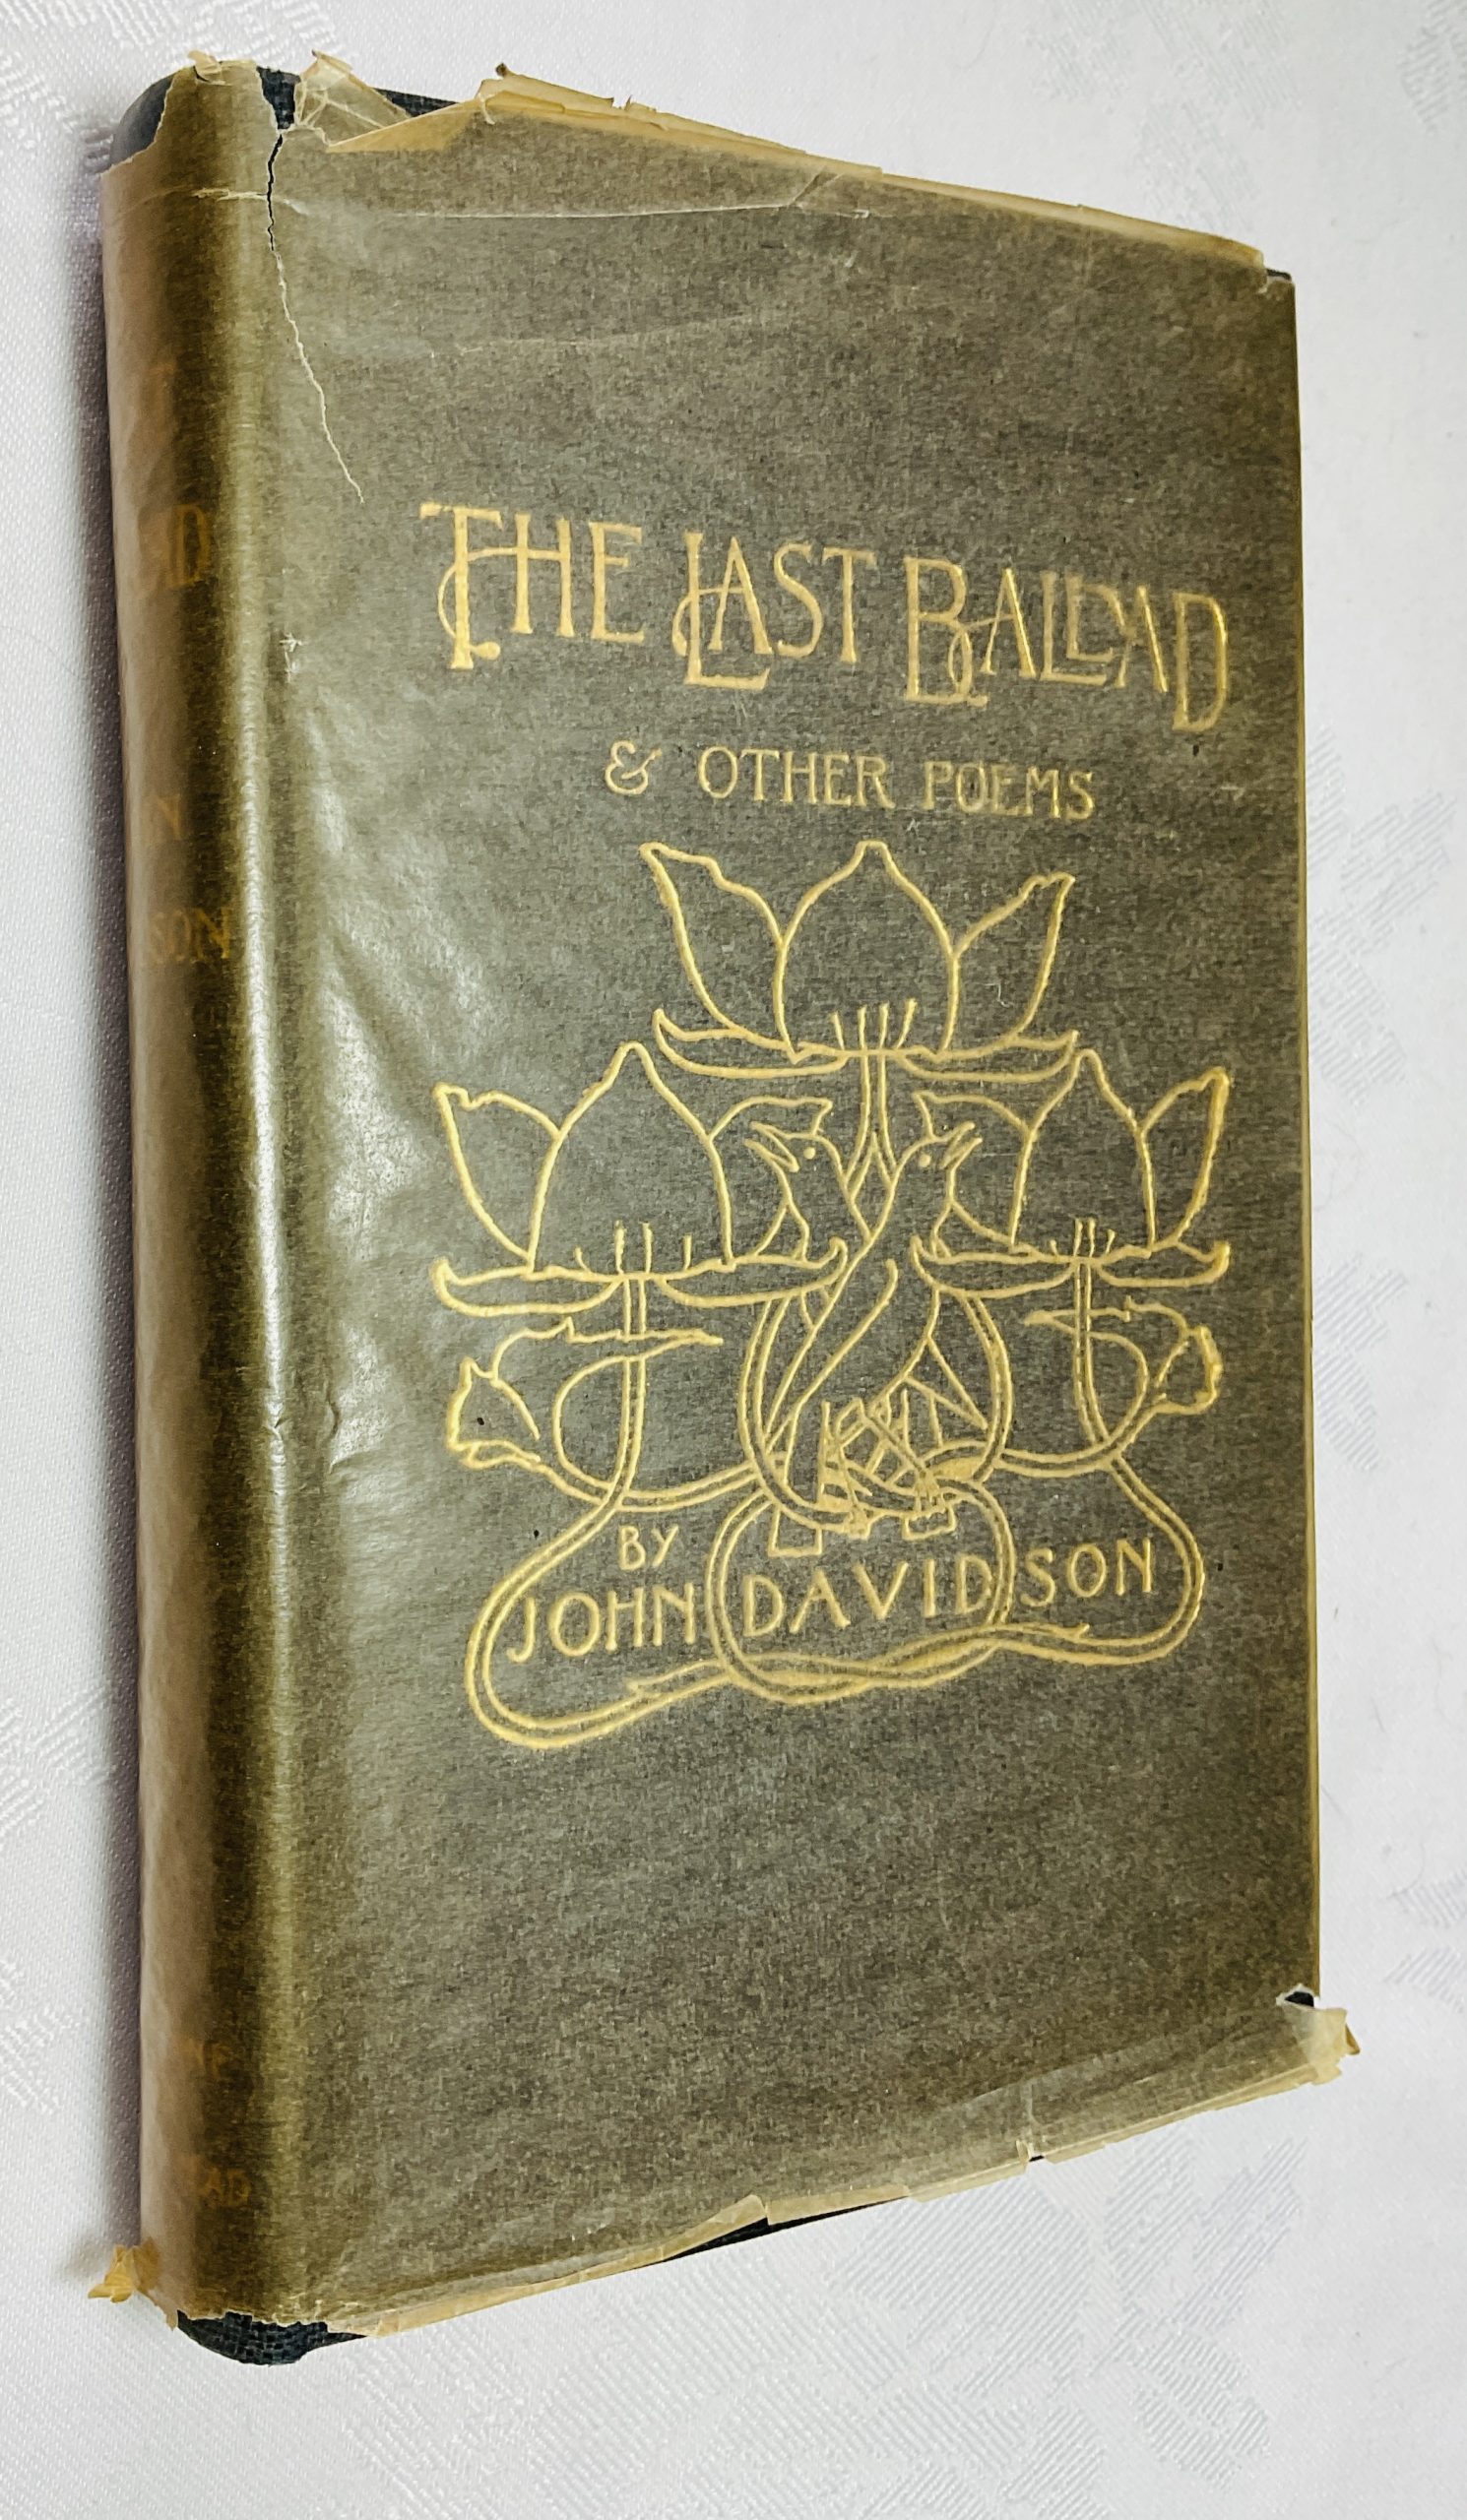 THE LAST BALLAD
& OTHER POEMS
BY
JOHN DAVIDSON